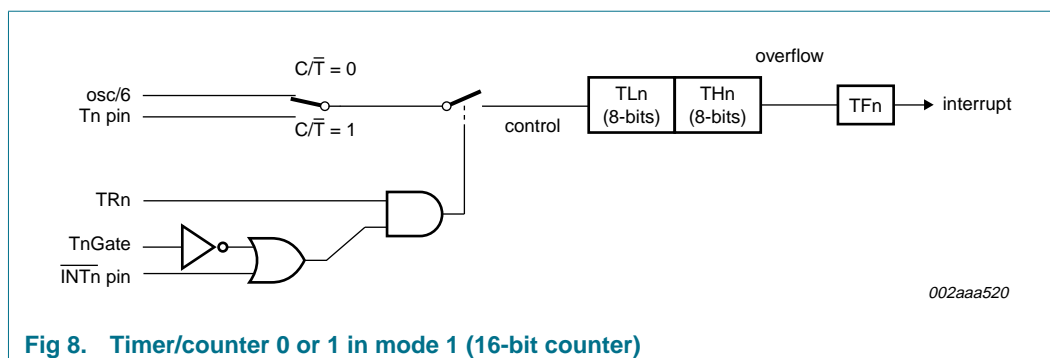 overflow
C/T̅ = 0
osc/6
Tn pin
C/T̅ = 1
control
TLn
(8-bits)
THn
(8-bits)
TFn
interrupt
TRn
TnGate
I̅N̅T̅n̅ pin
002aaa520
Fig 8. Timer/counter 0 or 1 in mode 1 (16-bit counter)